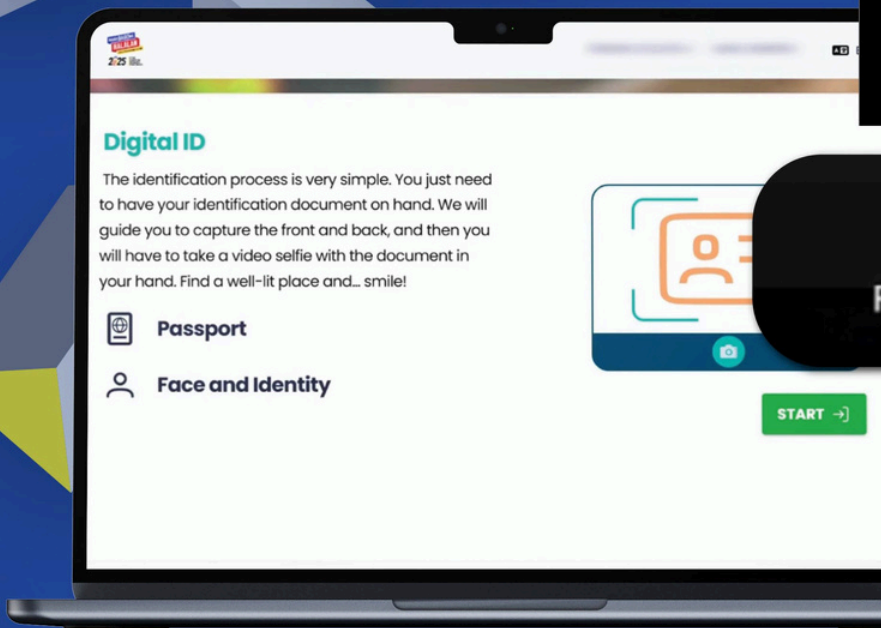 HALALAN
2025
Digital ID
The identification process is very simple. You just need
to have your identification document on hand. We will
guide you to capture the front and back, and then you
will have to take a video selfie with the document in
your hand. Find a well-lit place and... smile!
Passport
Face and Identity
START